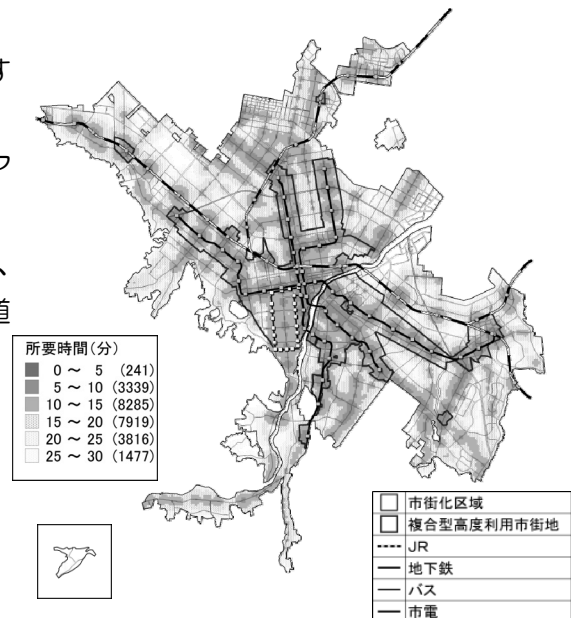 す
、
道
所要時間(分)
0 ～ 5 (241)
5 ～ 10 (3339)
10 ～ 15 (8285)
15 ～ 20 (7919)
20 ～ 25 (3816)
25 ～ 30 (1477)
市街化区域
複合型高度利用市街地
JR
地下鉄
バス
市電